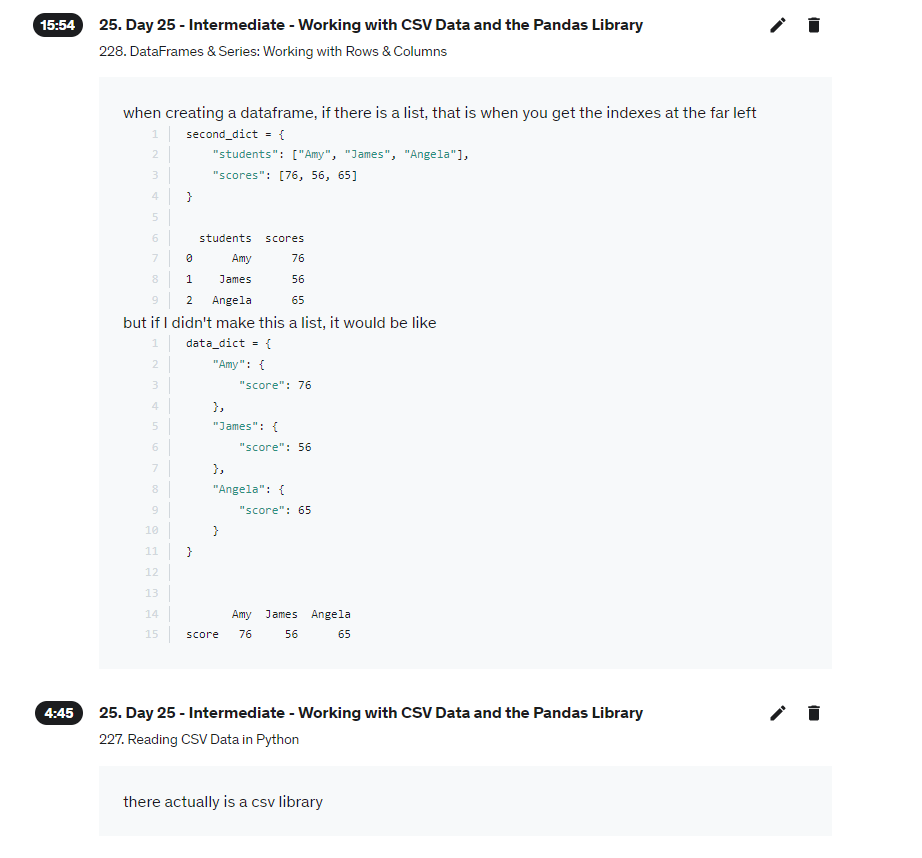 15:54 25. Day 25 - Intermediate - Working with CSV Data and the Pandas Library
228. DataFrames & Series: Working with Rows & Columns
when creating a dataframe, if there is a list, that is when you get the indexes at the far left
1 second_dict = {
2     "students": ["Amy", "James", "Angela"],
3     "scores": [76, 56, 65]
4 }
5
6   students  scores
7 0      Amy      76
8 1    James      56
9 2   Angela      65
but if I didn't make this a list, it would be like
1 data_dict = {
2     "Amy": {
3         "score": 76
4     },
5     "James": {
6         "score": 56
7     },
8     "Angela": {
9         "score": 65
10     }
11 }
12
13
14        Amy  James  Angela
15 score   76     56      65
4:45 25. Day 25 - Intermediate - Working with CSV Data and the Pandas Library
227. Reading CSV Data in Python
there actually is a csv library